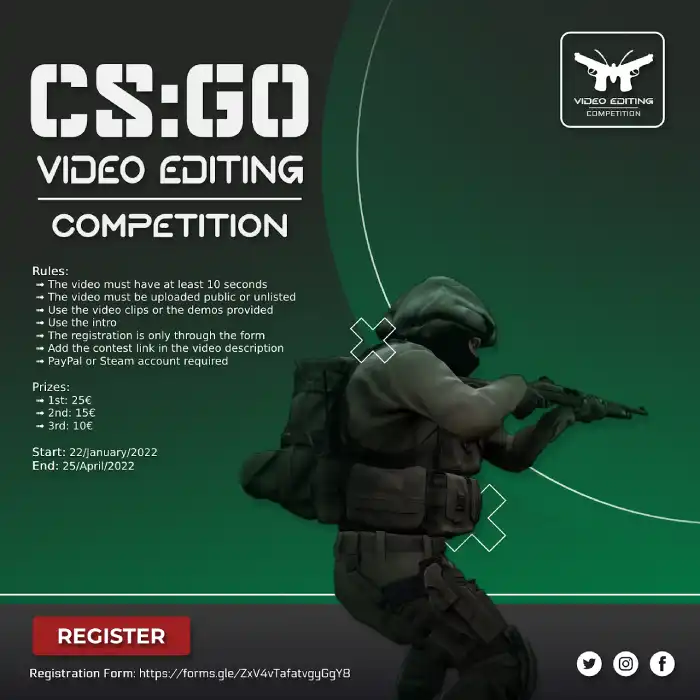 CS:GO
VIDEO EDITING
COMPETITION
VIDEO EDITING
COMPETITION
Rules:
➞ The video must have at least 10 seconds
➞ The video must be uploaded public or unlisted
➞ Use the video clips or the demos provided
➞ Use the intro
➞ The registration is only through the form
➞ Add the contest link in the video description
➞ PayPal or Steam account required
Prizes:
➞ 1st: 25€
➞ 2nd: 15€
➞ 3rd: 10€
Start: 22/January/2022
End: 25/April/2022
REGISTER
Registration Form: https://forms.gle/ZxV4vTafatvgyGgY8